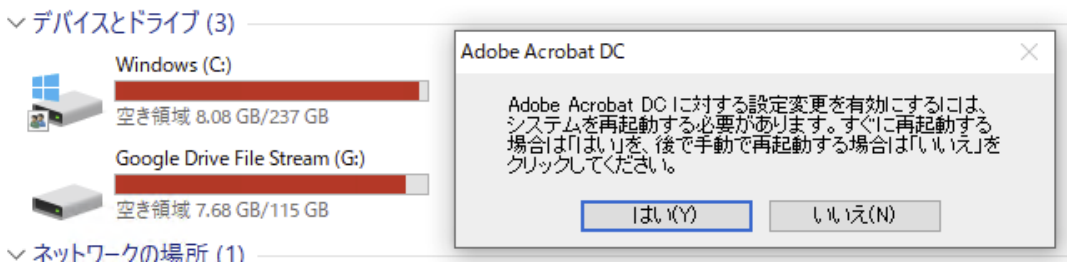 デバイスとドライブ (3)
Windows (C:)
空き領域 8.08 GB/237 GB
Google Drive File Stream (G:)
空き領域 7.68 GB/115 GB
ネットワークの場所 (1)
Adobe Acrobat DC
Adobe Acrobat DC に対する設定変更を有効にするには、
システムを再起動する必要があります。すぐに再起動する
場合は「はい」を、後で手動で再起動する場合は「いいえ」を
クリックしてください。
はい(Y)
いいえ(N)